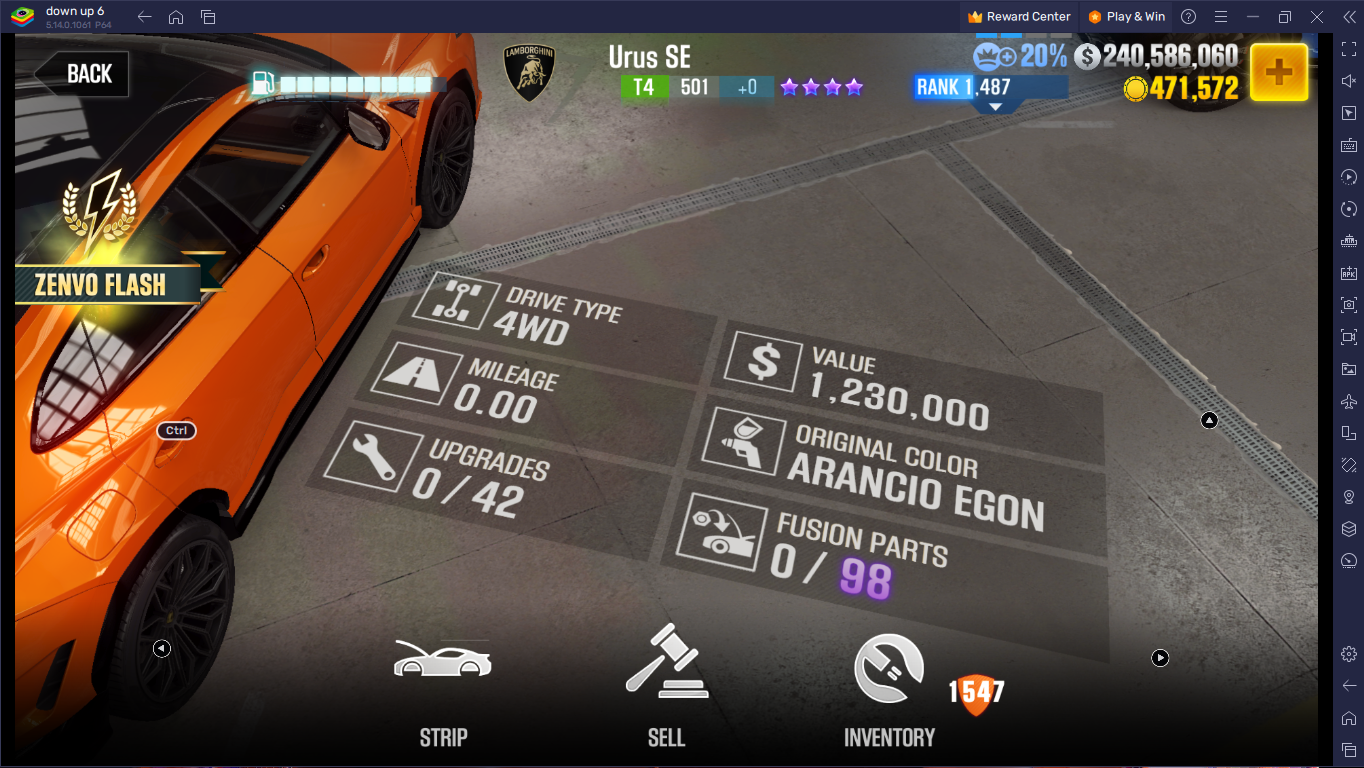 down up 6
5.14.0.1061 P64
Reward Center
Play & Win
BACK
LAMBORGHINI
Urus SE
T4 501 +0
20%
240,586,060
RANK 1,487
471,572
ZENVO FLASH
DRIVE TYPE
4WD
MILEAGE
0.00
UPGRADES
0/42
VALUE
1,230,000
ORIGINAL COLOR
ARANCIO EGON
FUSION PARTS
0/98
Ctrl
STRIP
SELL
INVENTORY
1547
APK